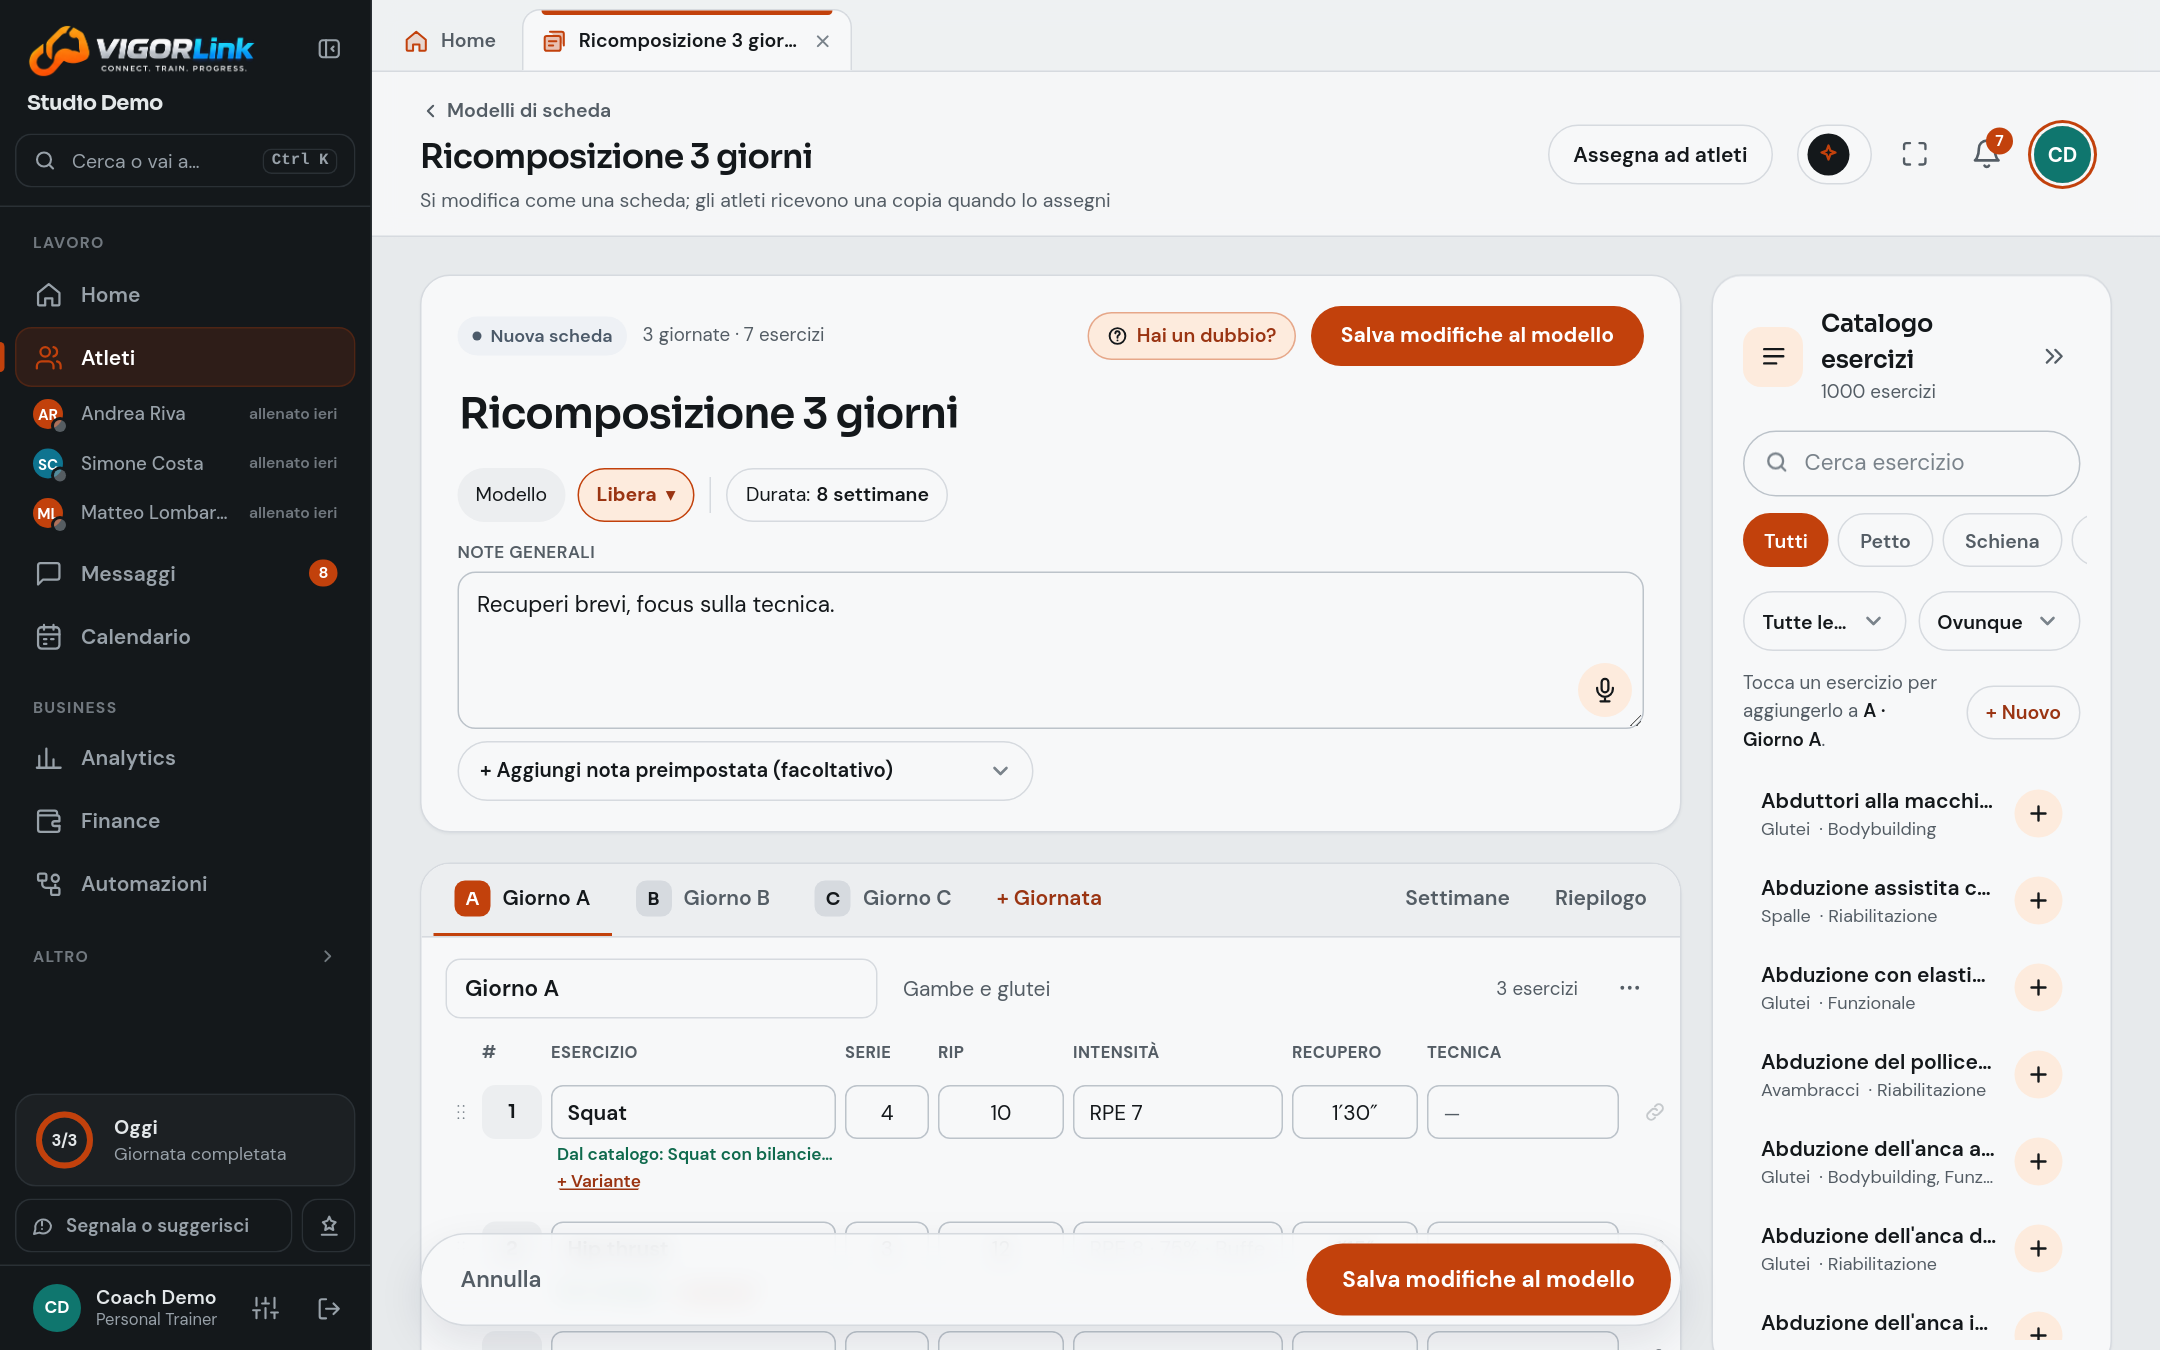 VIGORLink
CONNECT. TRAIN. PROGRESS.
Studio Demo
Cerca o vai a...
Ctrl K
LAVORO
Home
Atleti
AR Andrea Riva allenato ieri
SC Simone Costa allenato ieri
ML Matteo Lombar... allenato ieri
Messaggi 8
Calendario
BUSINESS
Analytics
Finance
Automazioni
ALTRO
3/3
Oggi
Giornata completata
Segnala o suggerisci
CD
Coach Demo
Personal Trainer
Home
Ricomposizione 3 gior...
Modelli di scheda
Ricomposizione 3 giorni
Si modifica come una scheda; gli atleti ricevono una copia quando lo assegni
Assegna ad atleti
7
CD
Nuova scheda
3 giornate · 7 esercizi
Hai un dubbio?
Salva modifiche al modello
Ricomposizione 3 giorni
Modello
Libera ▾
Durata: 8 settimane
NOTE GENERALI
Recuperi brevi, focus sulla tecnica.
+ Aggiungi nota preimpostata (facoltativo)
A Giorno A
B Giorno B
C Giorno C
+ Giornata
Settimane
Riepilogo
Giorno A
Gambe e glutei
3 esercizi
# ESERCIZIO SERIE RIP INTENSITÀ RECUPERO TECNICA
1 Squat 4 10 RPE 7 1′30″ —
Dal catalogo: Squat con bilancie...
+ Variante
Annulla
Salva modifiche al modello
Catalogo
esercizi
1000 esercizi
Cerca esercizio
Tutti
Petto
Schiena
Tutte le...
Ovunque
Tocca un esercizio per
aggiungerlo a A ·
Giorno A.
+ Nuovo
Abduttori alla macchi...
Glutei · Bodybuilding
Abduzione assistita c...
Spalle · Riabilitazione
Abduzione con elasti...
Glutei · Funzionale
Abduzione del pollice...
Avambracci · Riabilitazione
Abduzione dell'anca a...
Glutei · Bodybuilding, Funz...
Abduzione dell'anca d...
Glutei · Riabilitazione
Abduzione dell'anca i...